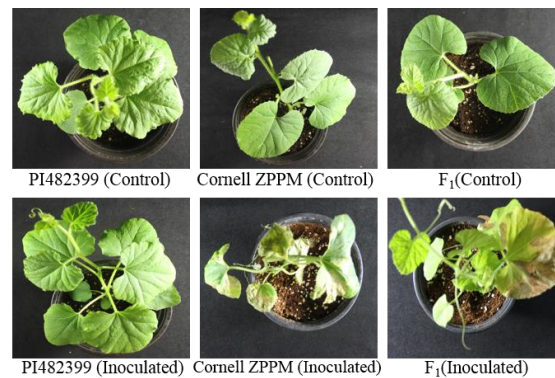 PI482399 (Control)
Cornell ZPPM (Control)
F₁(Control)
PI482399 (Inoculated)
Cornell ZPPM (Inoculated)
F₁(Inoculated)